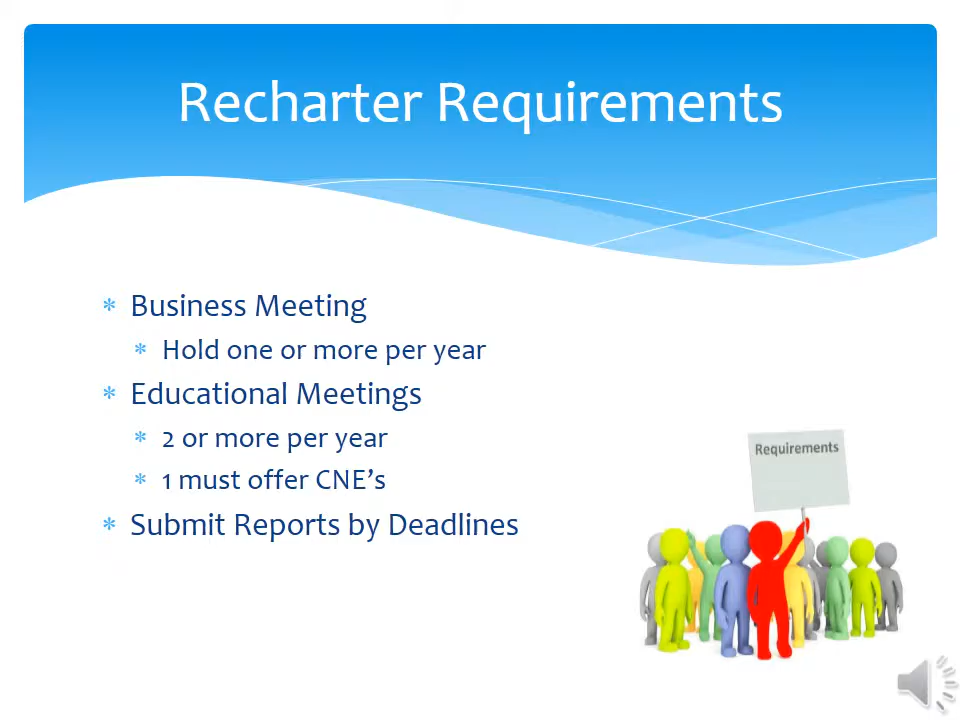 Recharter Requirements
* Business Meeting
* Hold one or more per year
* Educational Meetings
* 2 or more per year
* 1 must offer CNE’s
* Submit Reports by Deadlines
Requirements